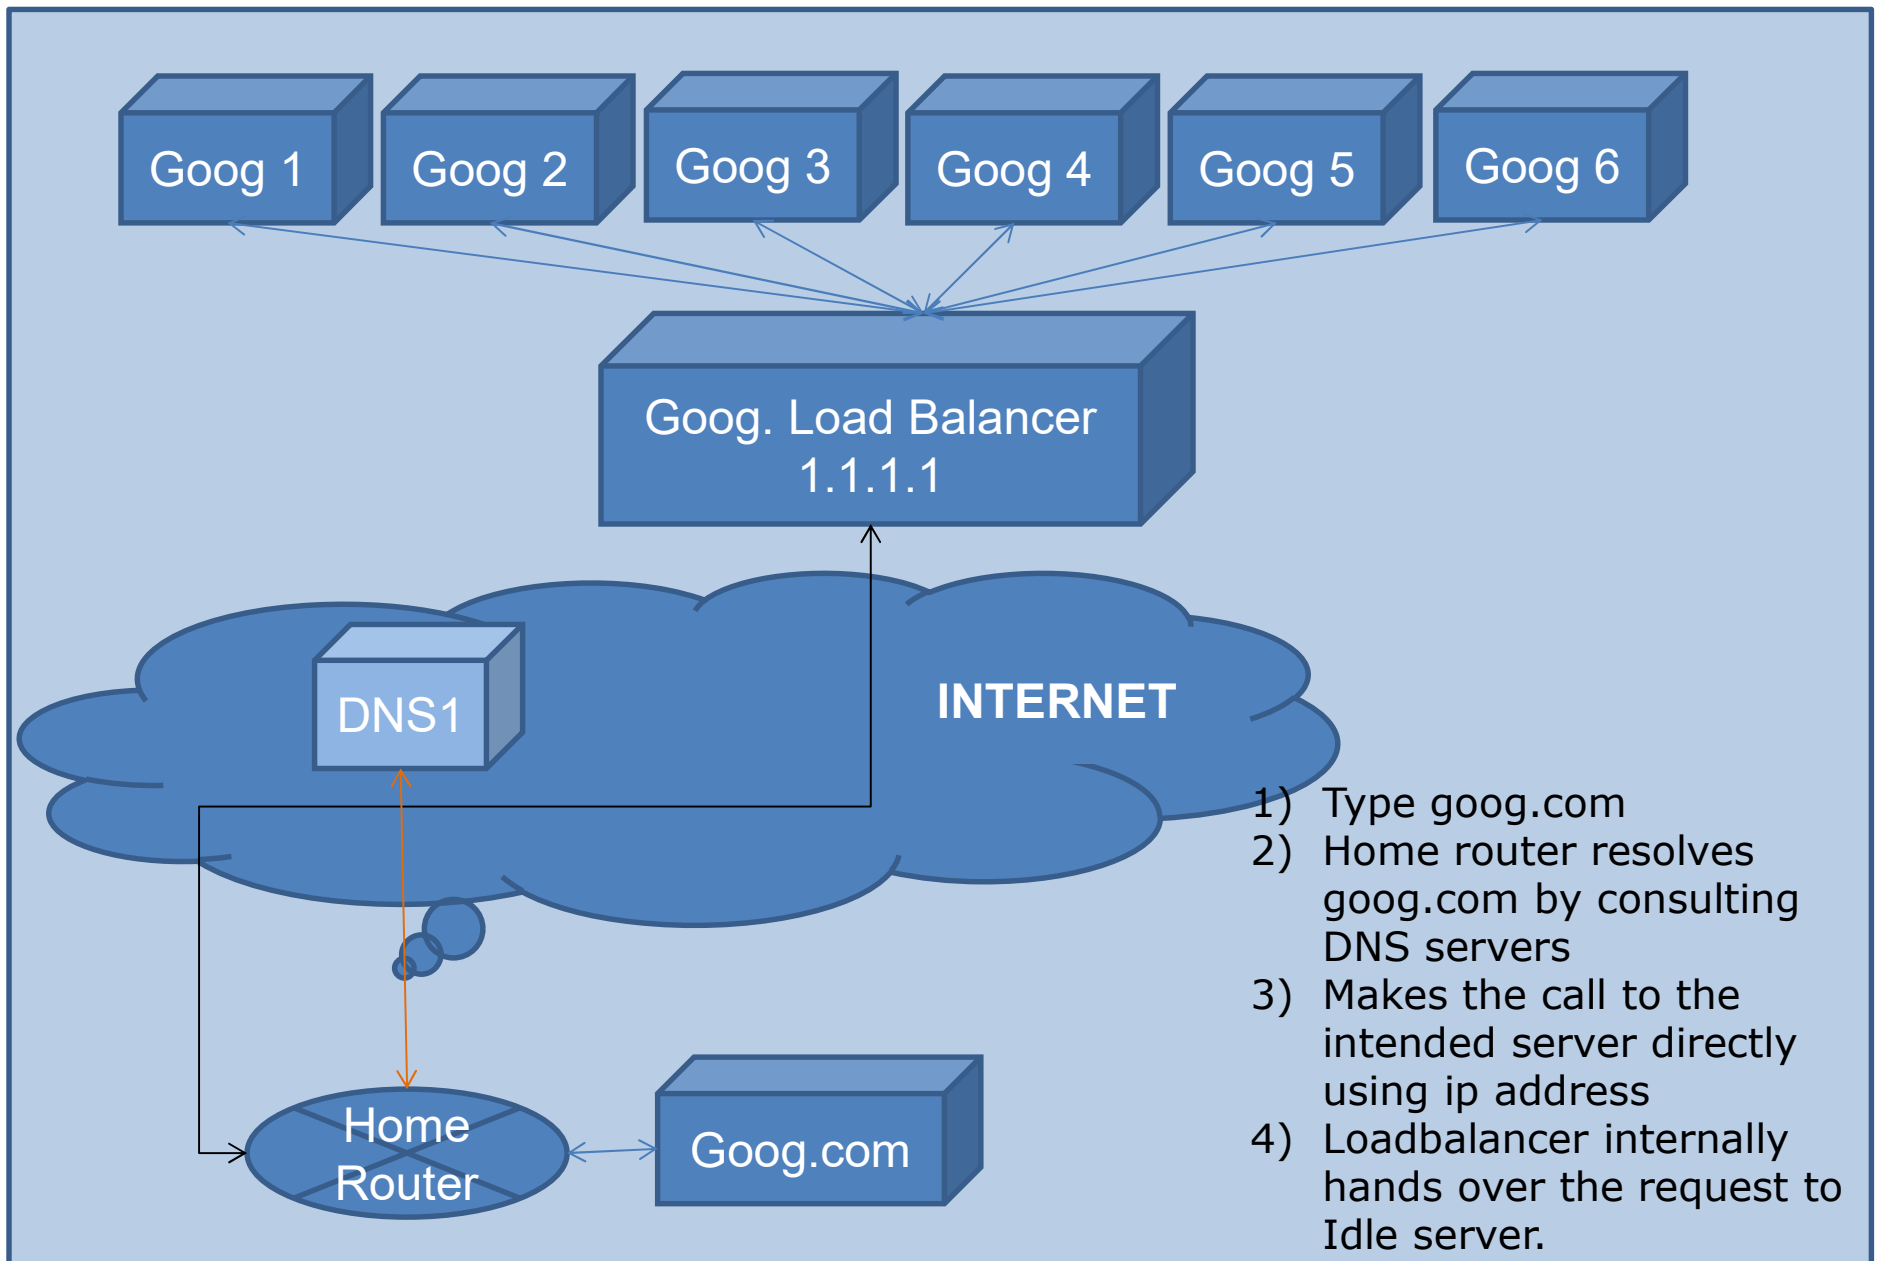 Goog 1
Goog 2
Goog 3
Goog 4
Goog 5
Goog 6
Goog. Load Balancer
1.1.1.1
DNS1
INTERNET
Home
Router
Goog.com
1) Type goog.com
2) Home router resolves
goog.com by consulting
DNS servers
3) Makes the call to the
intended server directly
using ip address
4) Loadbalancer internally
hands over the request to
Idle server.